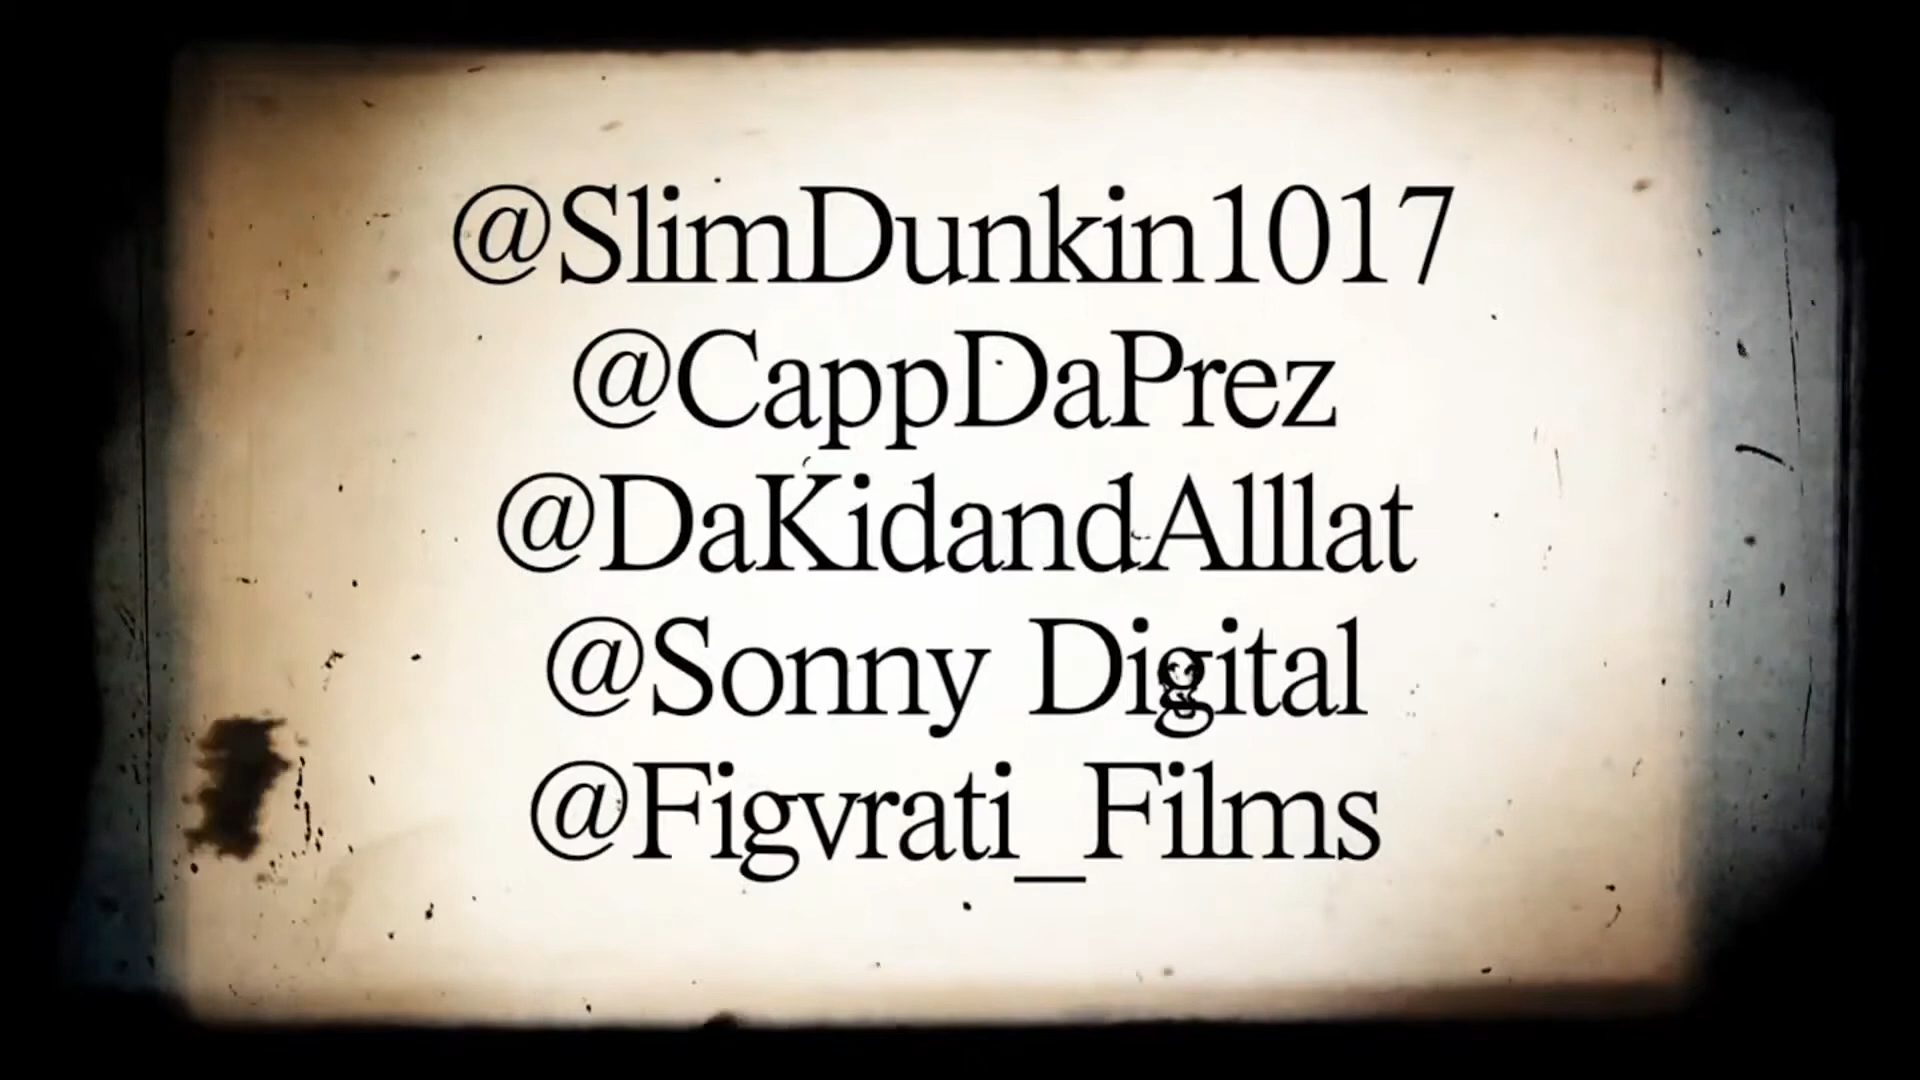 @SlimDunkin1017
@CappDaPrez
@DaKidandAlllat
@Sonny Digital
@Figvrati_Films